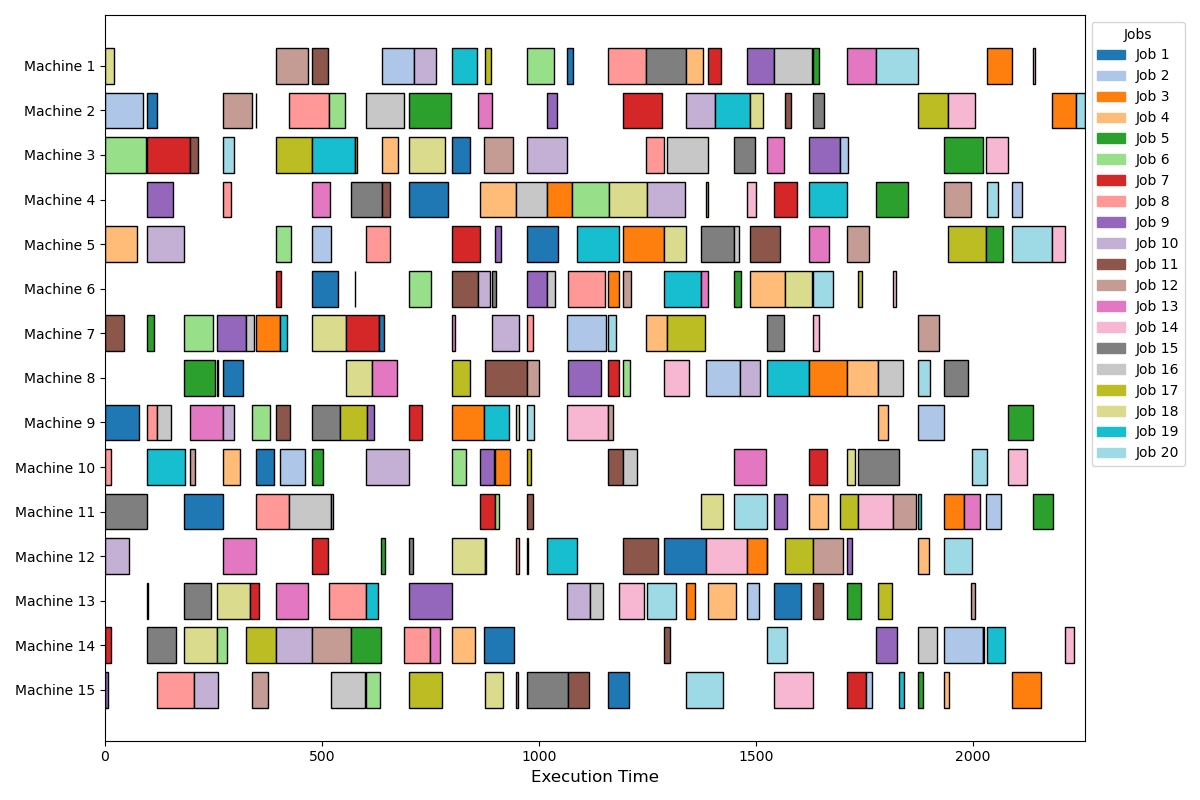 Machine 1
Machine 2
Machine 3
Machine 4
Machine 5
Machine 6
Machine 7
Machine 8
Machine 9
Machine 10
Machine 11
Machine 12
Machine 13
Machine 14
Machine 15
0 500 1000 1500 2000
Execution Time
Jobs
Job 1
Job 2
Job 3
Job 4
Job 5
Job 6
Job 7
Job 8
Job 9
Job 10
Job 11
Job 12
Job 13
Job 14
Job 15
Job 16
Job 17
Job 18
Job 19
Job 20